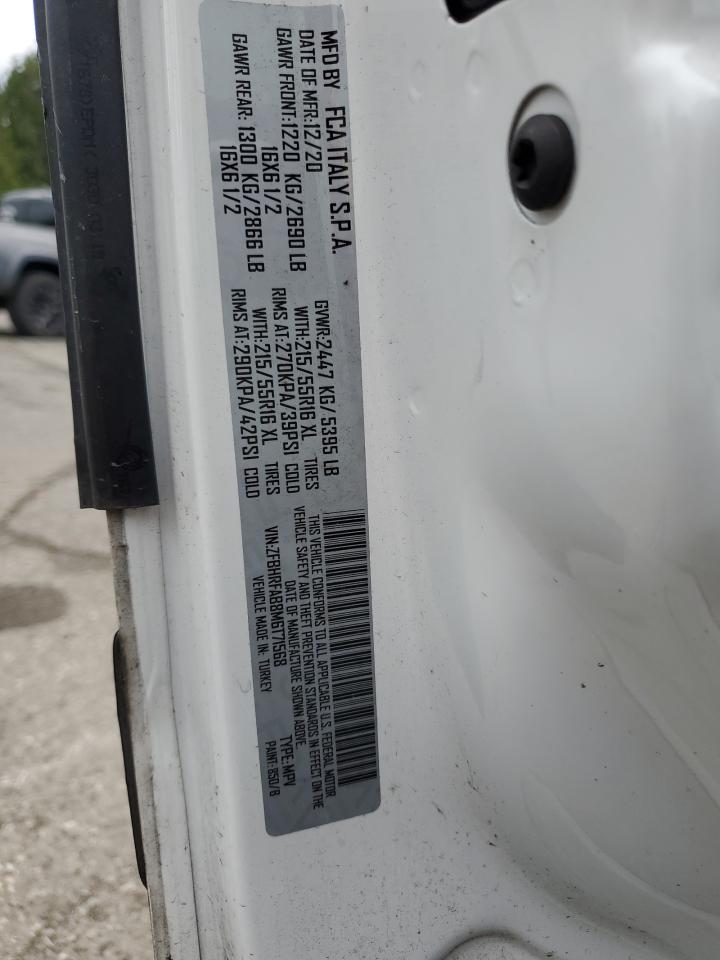 MFD BY FCA ITALY S.P.A.
DATE OF MFR:12/20 GVWR:2447 KG/5395 LB
GAWR FRONT:1220 KG/2690 LB WITH:215/55R16 XL TIRES
16X6 1/2 RIMS AT:270KPA/39PSI COLD
GAWR REAR: 1300 KG/2866 LB WITH:215/55R16 XL TIRES
16X6 1/2 RIMS AT:290KPA/42PSI COLD
THIS VEHICLE CONFORMS TO ALL APPLICABLE U.S. FEDERAL MOTOR
VEHICLE SAFETY AND THEFT PREVENTION STANDARDS IN EFFECT ON THE
DATE OF MANUFACTURE SHOWN ABOVE.
VIN:ZFBHRFAB8M6T71568 TYPE:MPV
VEHICLE MADE IN: TURKEY PAINT: 850/B